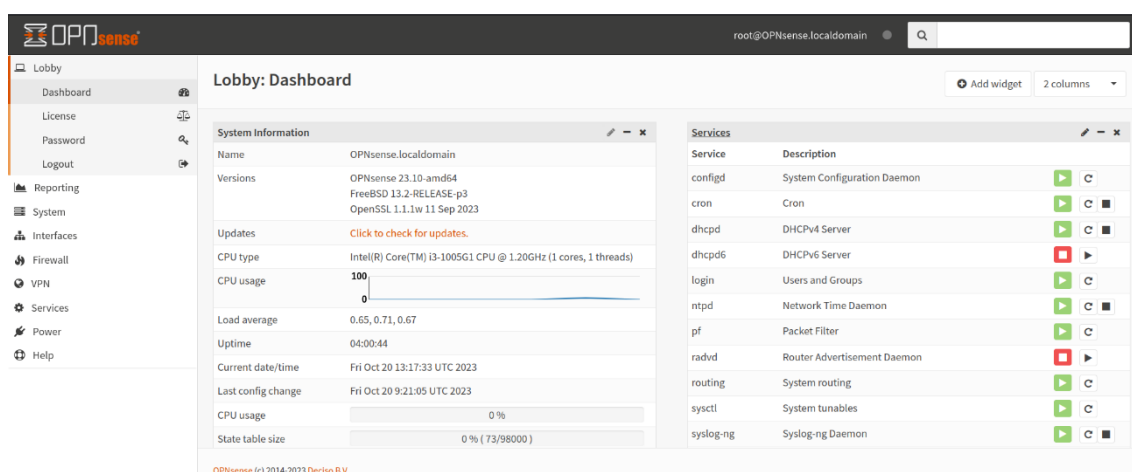 OPNsense
root@OPNsense.localdomain
Lobby
Dashboard
License
Password
Logout
Reporting
System
Interfaces
Firewall
VPN
Services
Power
Help
Lobby: Dashboard
Add widget
2 columns
System Information
Name OPNsense.localdomain
Versions OPNsense 23.10-amd64
FreeBSD 13.2-RELEASE-p3
OpenSSL 1.1.1w 11 Sep 2023
Updates Click to check for updates.
CPU type Intel(R) Core(TM) i3-1005G1 CPU @ 1.20GHz (1 cores, 1 threads)
CPU usage 100
0
Load average 0.65, 0.71, 0.67
Uptime 04:00:44
Current date/time Fri Oct 20 13:17:33 UTC 2023
Last config change Fri Oct 20 9:21:05 UTC 2023
CPU usage 0 %
State table size 0 % ( 73/98000 )
Services
Service Description
configd System Configuration Daemon
cron Cron
dhcpd DHCPv4 Server
dhcpd6 DHCPv6 Server
login Users and Groups
ntpd Network Time Daemon
pf Packet Filter
radvd Router Advertisement Daemon
routing System routing
sysctl System tunables
syslog-ng Syslog-ng Daemon
OPNsense (c) 2014-2023 Deciso B.V.